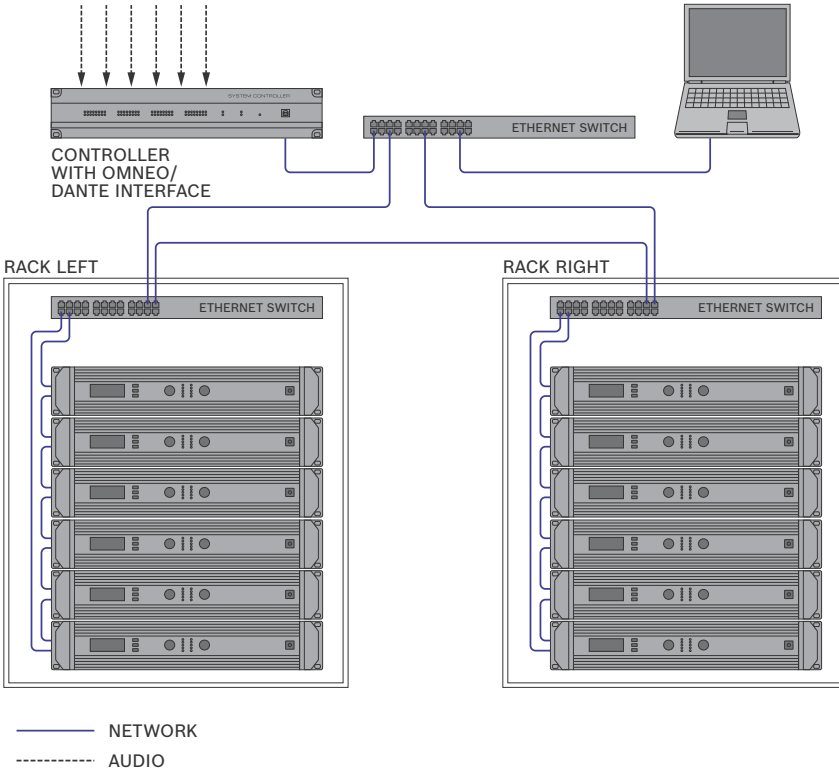 SYSTEM CONTROLLER
ETHERNET SWITCH
CONTROLLER
WITH OMNEO/
DANTE INTERFACE
RACK LEFT
RACK RIGHT
ETHERNET SWITCH
ETHERNET SWITCH
NETWORK
AUDIO